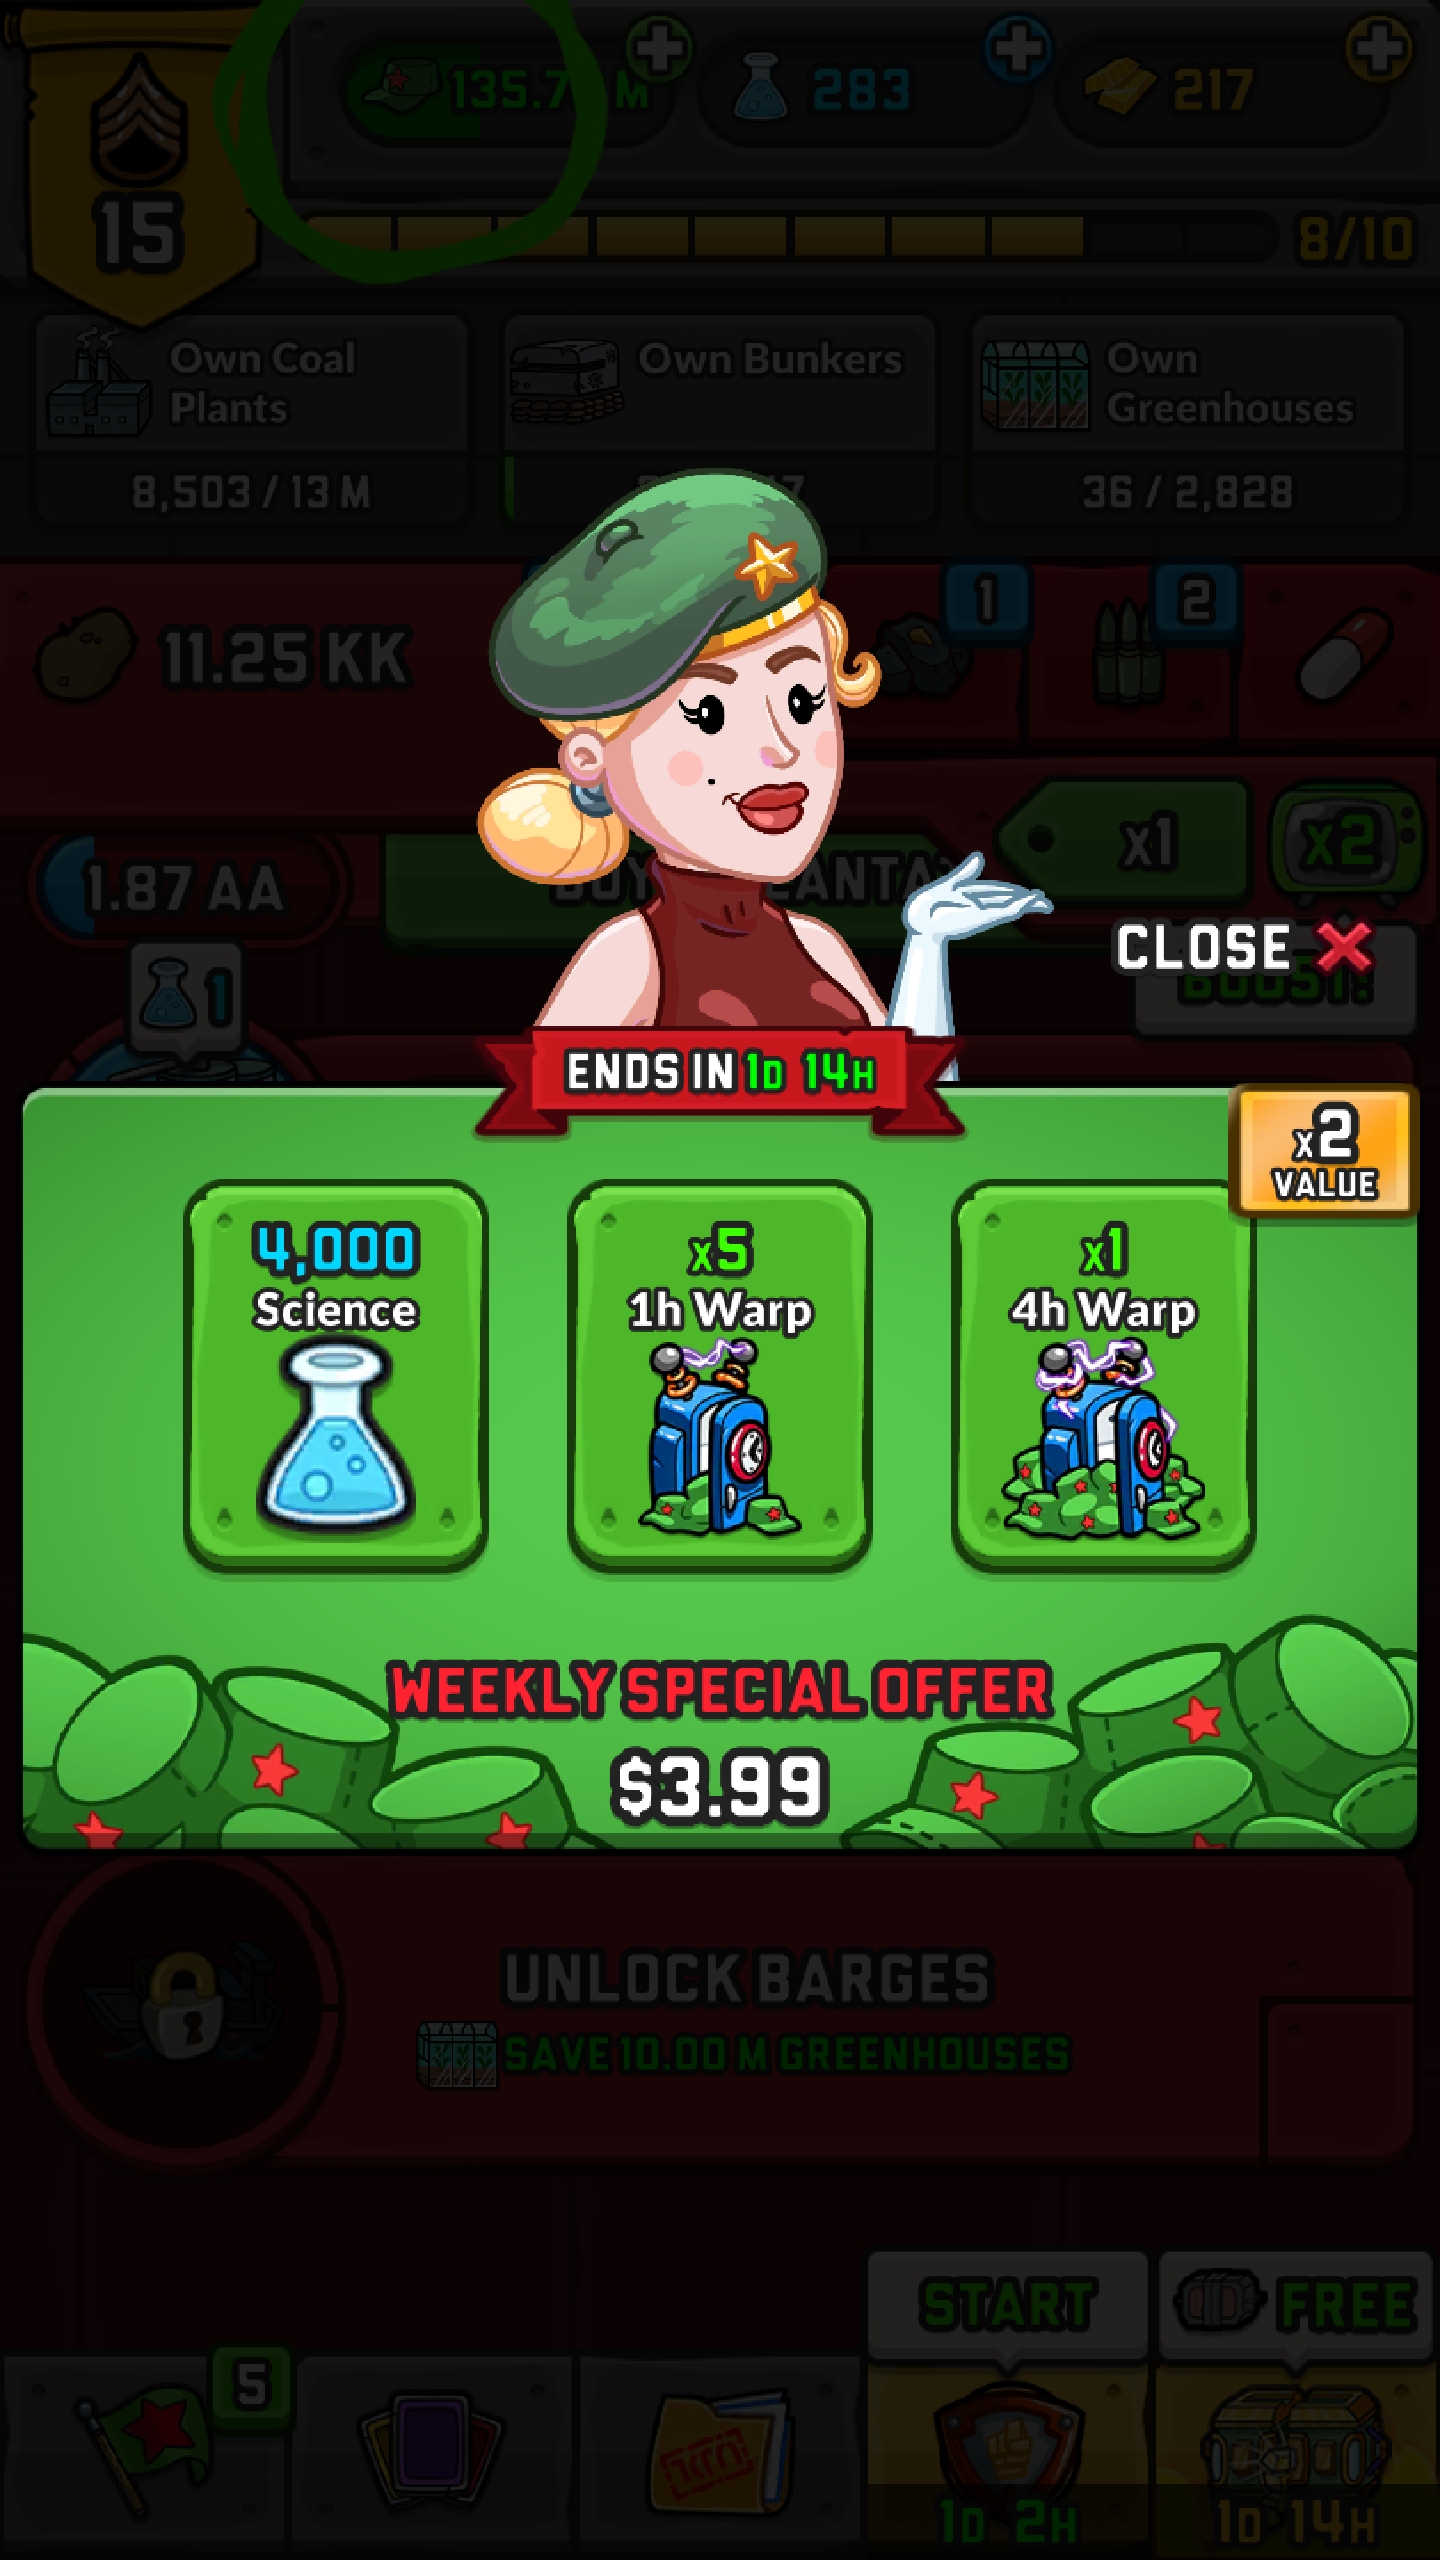 135.7 M
283
217
15
8/10
Own Coal
Plants
Own Bunkers
Own
Greenhouses
8,503 / 13 M
36 / 2,828
11.25 KK
1
2
1.87 AA
BUY
x1
x2
CLOSE
BOOST!
1
ENDS IN 1D 14H
x2
VALUE
4,000
Science
x5
1h Warp
x1
4h Warp
WEEKLY SPECIAL OFFER
$3.99
UNLOCK BARGES
SAVE 10.00 M GREENHOUSES
START
FREE
5
1D 2H
1D 14H